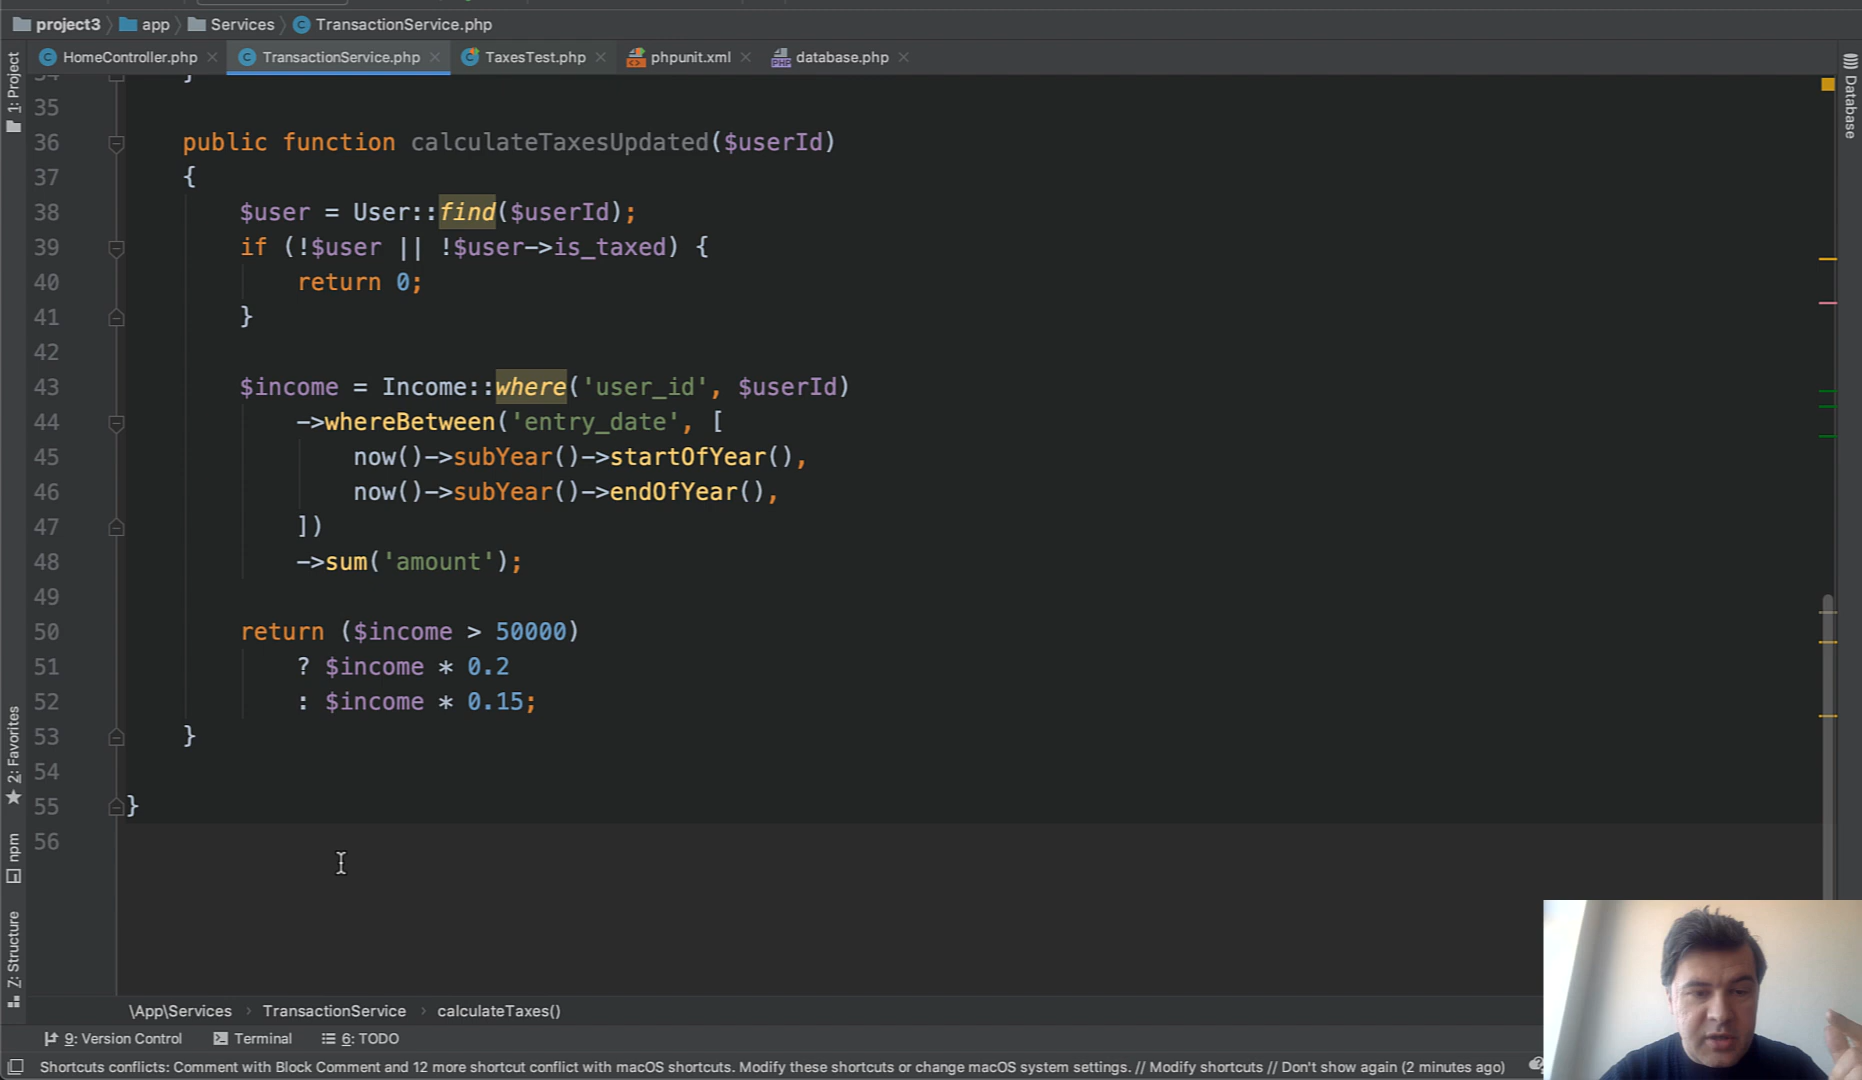 project3 app Services TransactionService.php
HomeController.php TransactionService.php TaxesTest.php phpunit.xml database.php
1: Project
Database
34 }
35
36 public function calculateTaxesUpdated($userId)
37 {
38 $user = User::find($userId);
39 if (!$user || !$user->is_taxed) {
40 return 0;
41 }
42
43 $income = Income::where('user_id', $userId)
44 ->whereBetween('entry_date', [
45 now()->subYear()->startOfYear(),
46 now()->subYear()->endOfYear(),
47 ])
48 ->sum('amount');
49
50 return ($income > 50000)
51 ? $income * 0.2
52 : $income * 0.15;
53 }
54
55 }
56
2: Favorites
npm
Z: Structure
\App\Services › TransactionService › calculateTaxes()
9: Version Control Terminal 6: TODO
Shortcuts conflicts: Comment with Block Comment and 12 more shortcut conflict with macOS shortcuts. Modify these shortcuts or change macOS system settings. // Modify shortcuts // Don't show again (2 minutes ago)